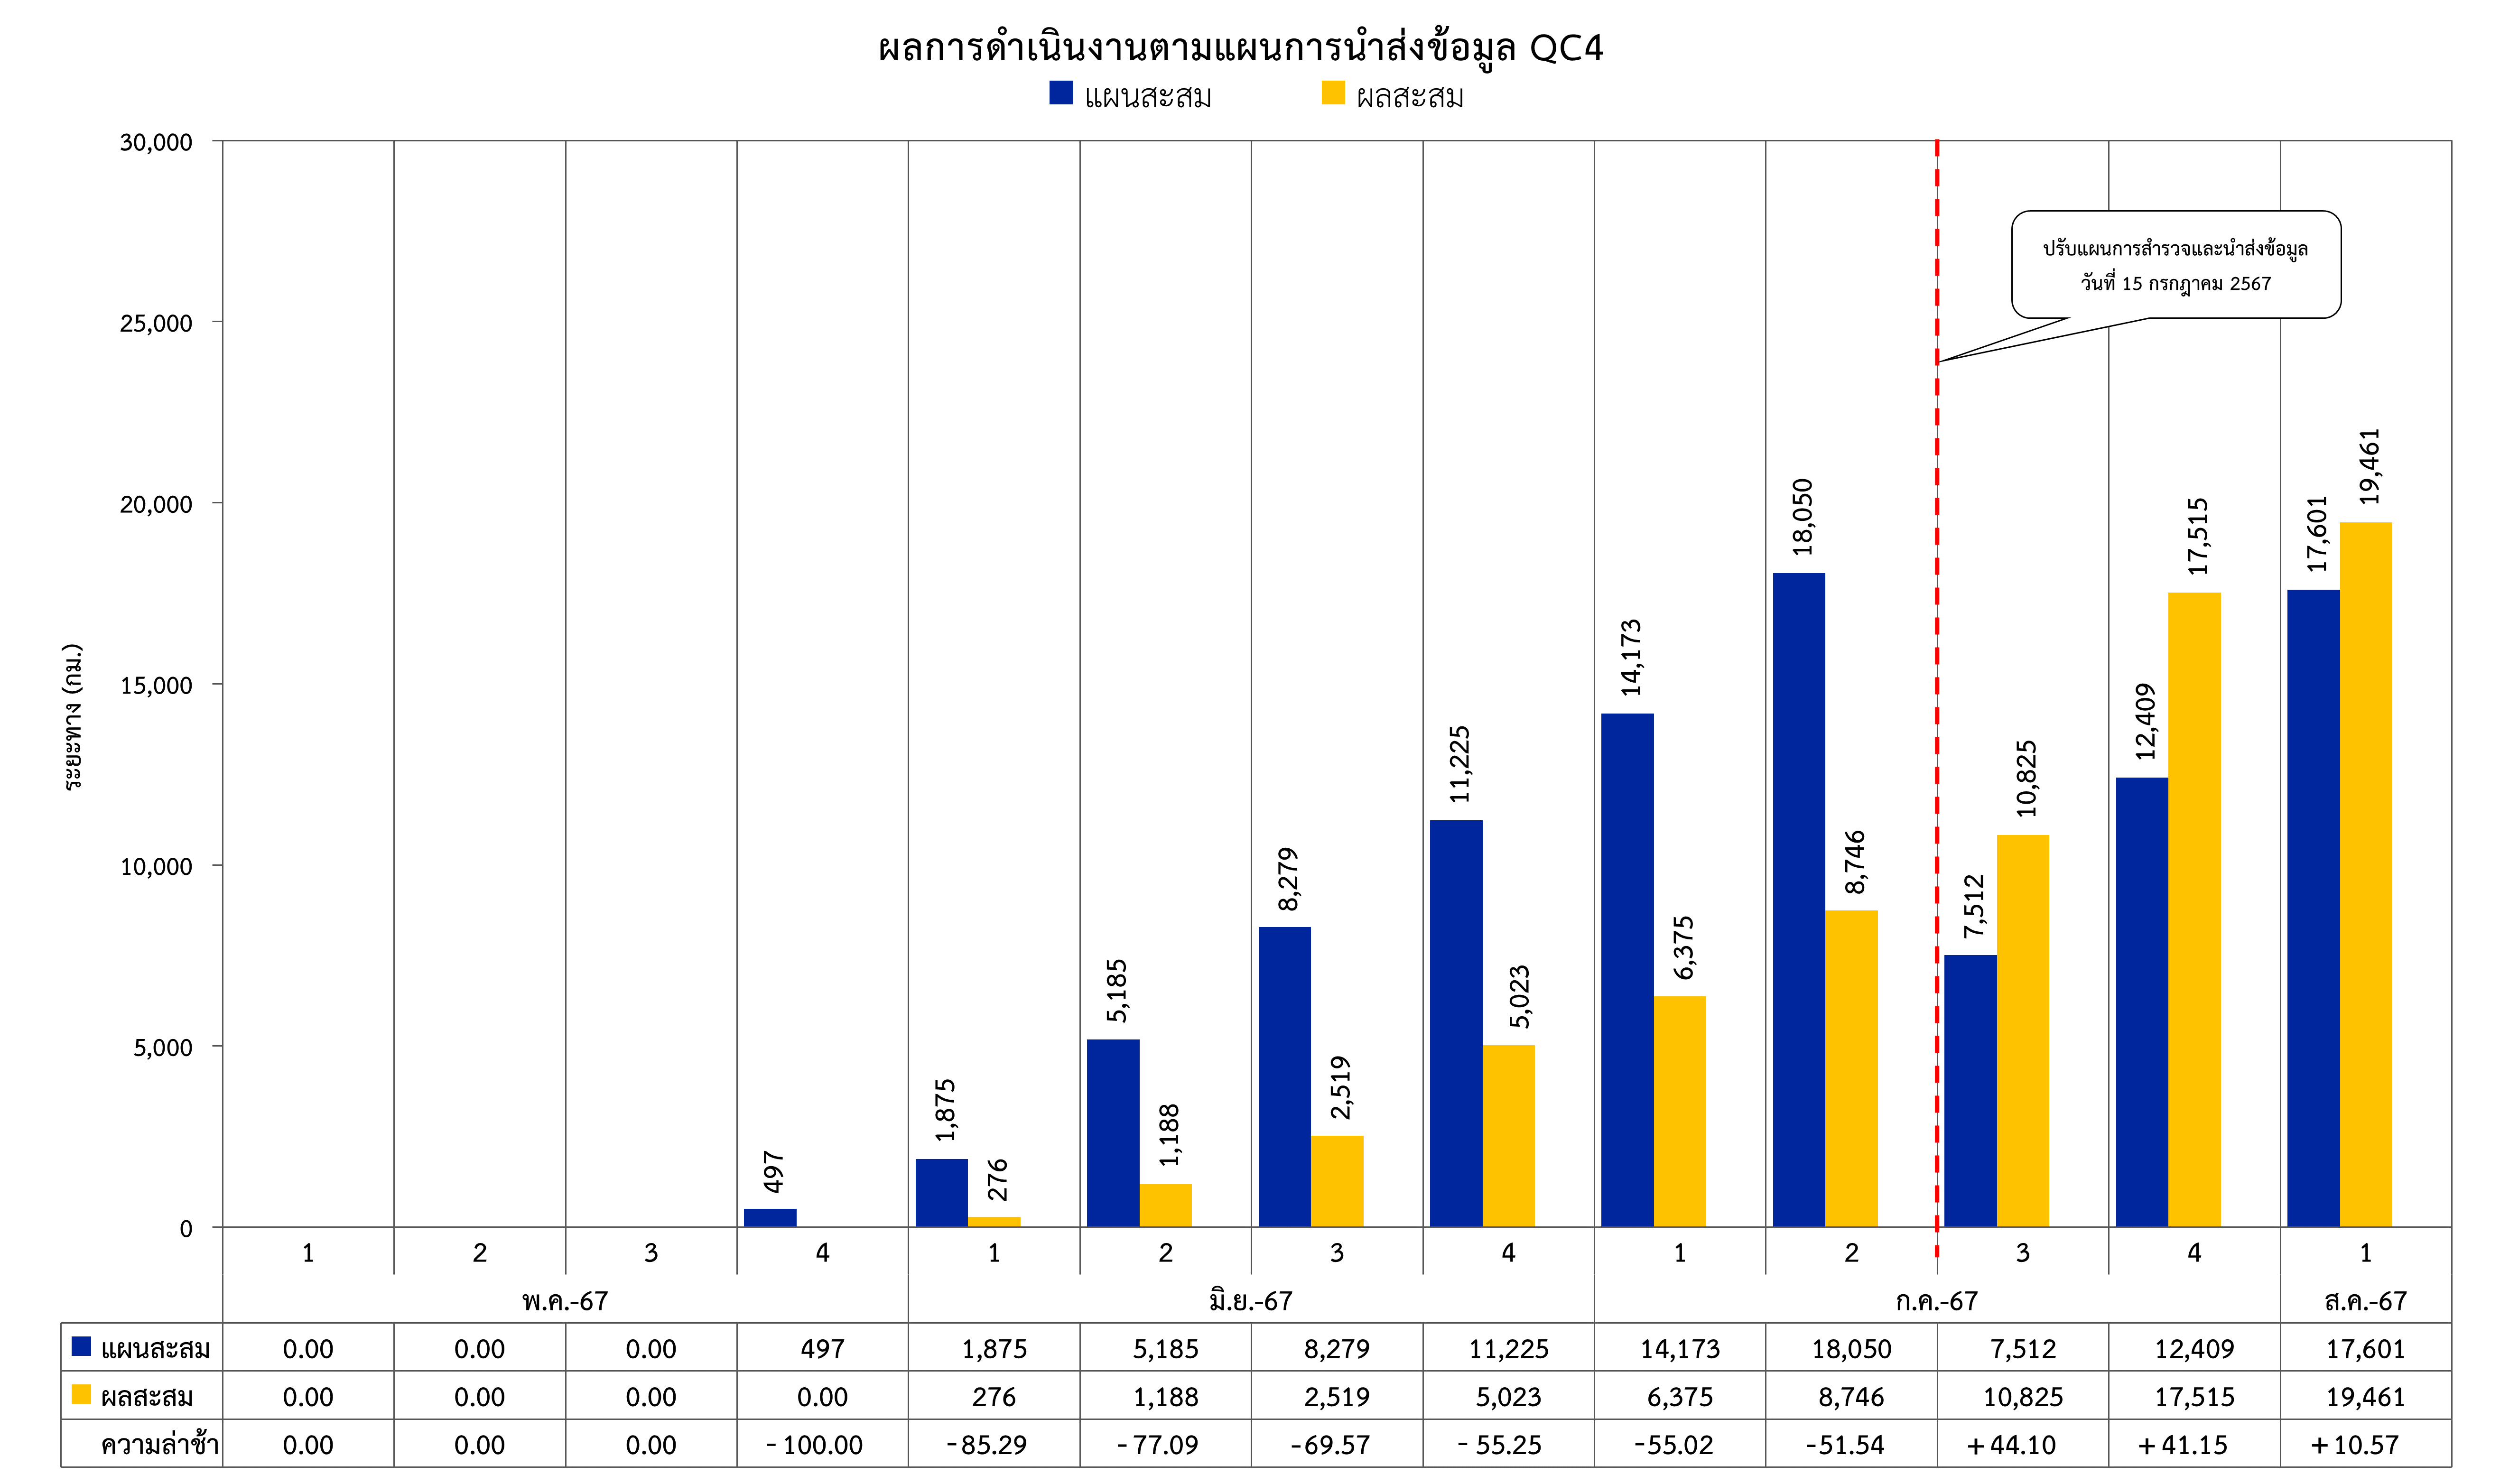 ผลการดำเนินงานตามแผนการนำส่งข้อมูล QC4
แผนสะสม ผลสะสม
ระยะทาง (กม.)
30,000
25,000
20,000
15,000
10,000
5,000
0
ปรับแผนการสำรวจและนำส่งข้อมูล
วันที่ 15 กรกฎาคม 2567
497
1,875
276
5,185
1,188
8,279
2,519
11,225
5,023
14,173
6,375
18,050
8,746
7,512
10,825
12,409
17,515
17,601
19,461
1 2 3 4 1 2 3 4 1 2 3 4 1
พ.ค.-67 มิ.ย.-67 ก.ค.-67 ส.ค.-67
แผนสะสม 0.00 0.00 0.00 497 1,875 5,185 8,279 11,225 14,173 18,050 7,512 12,409 17,601
ผลสะสม 0.00 0.00 0.00 0.00 276 1,188 2,519 5,023 6,375 8,746 10,825 17,515 19,461
ความล่าช้า 0.00 0.00 0.00 -100.00 -85.29 -77.09 -69.57 -55.25 -55.02 -51.54 +44.10 +41.15 +10.57